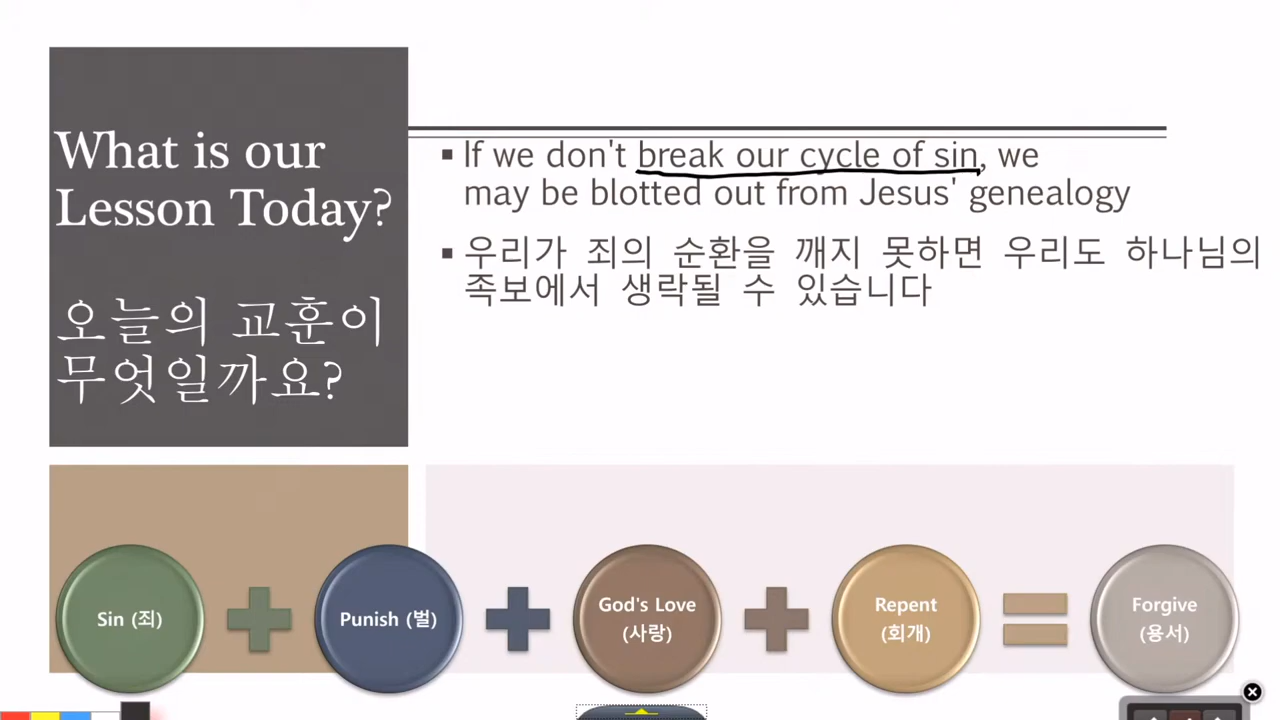 What is our
Lesson Today?
오늘의 교훈이
무엇일까요?
If we don't break our cycle of sin, we
may be blotted out from Jesus' genealogy
우리가 죄의 순환을 깨지 못하면 우리도 하나님의
족보에서 생략될 수 있습니다
Sin (죄)
Punish (벌)
God's Love
(사랑)
Repent
(회개)
Forgive
(용서)